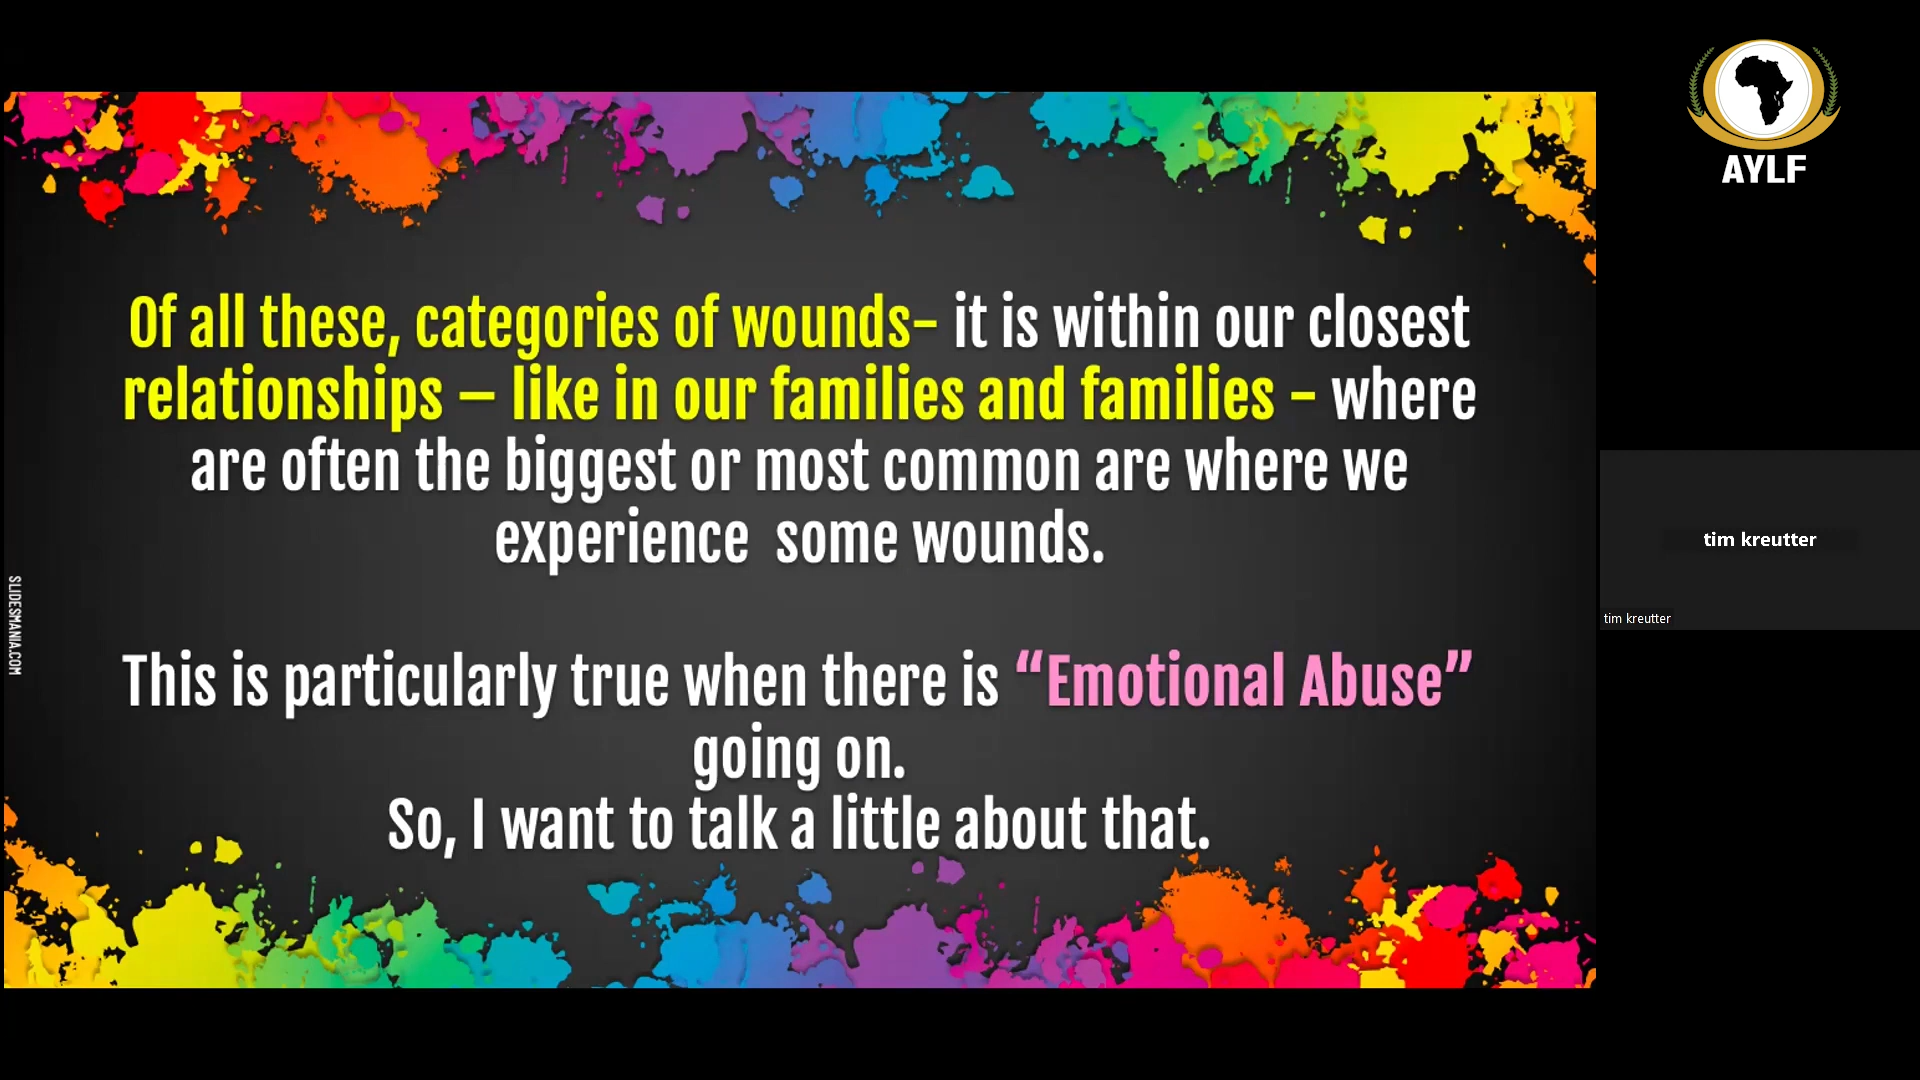 AYLF
Of all these, categories of wounds– it is within our closest
relationships – like in our families and families – where
are often the biggest or most common are where we
experience  some wounds.
This is particularly true when there is “Emotional Abuse”
going on.
So, I want to talk a little about that.
SLIDESMANIA.COM
tim kreutter
tim kreutter